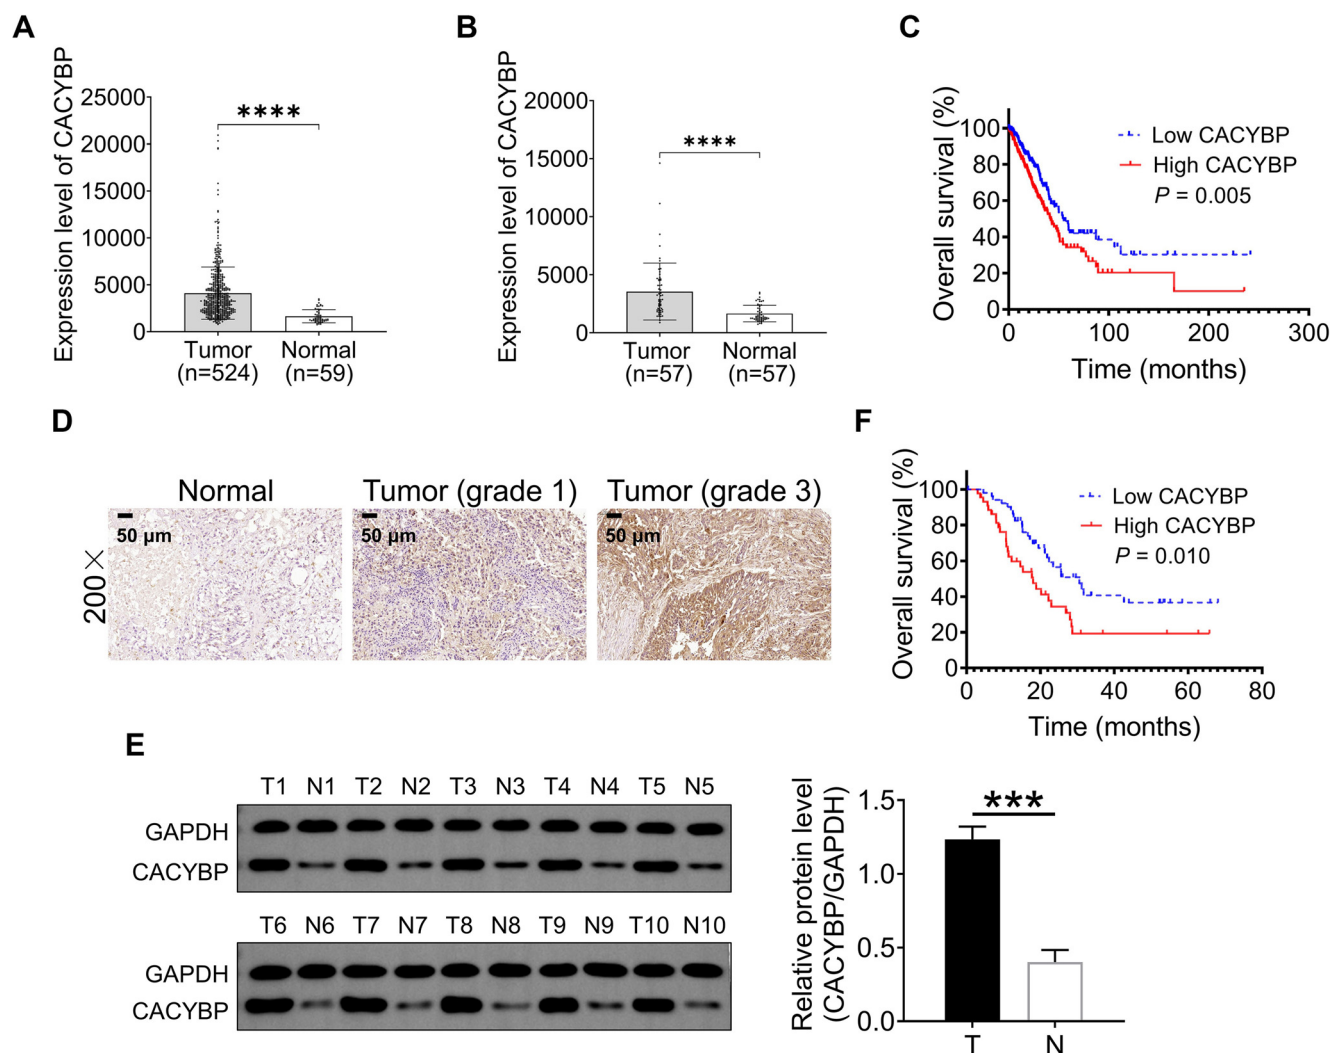 A
Expression level of CACYBP
25000
20000
15000
10000
5000
0
****
Tumor
(n=524)
Normal
(n=59)
B
Expression level of CACYBP
20000
15000
10000
5000
0
****
Tumor
(n=57)
Normal
(n=57)
C
Overall survival (%)
100
80
60
40
20
0
Low CACYBP
High CACYBP
P = 0.005
0 100 200 300
Time (months)
D
200×
Normal
50 μm
Tumor (grade 1)
50 μm
Tumor (grade 3)
50 μm
F
Overall survival (%)
100
80
60
40
20
0
Low CACYBP
High CACYBP
P = 0.010
0 20 40 60 80
Time (months)
E
T1 N1 T2 N2 T3 N3 T4 N4 T5 N5
GAPDH
CACYBP
T6 N6 T7 N7 T8 N8 T9 N9 T10 N10
GAPDH
CACYBP
Relative protein level
(CACYBP/GAPDH)
1.5
1.0
0.5
0.0
***
T N